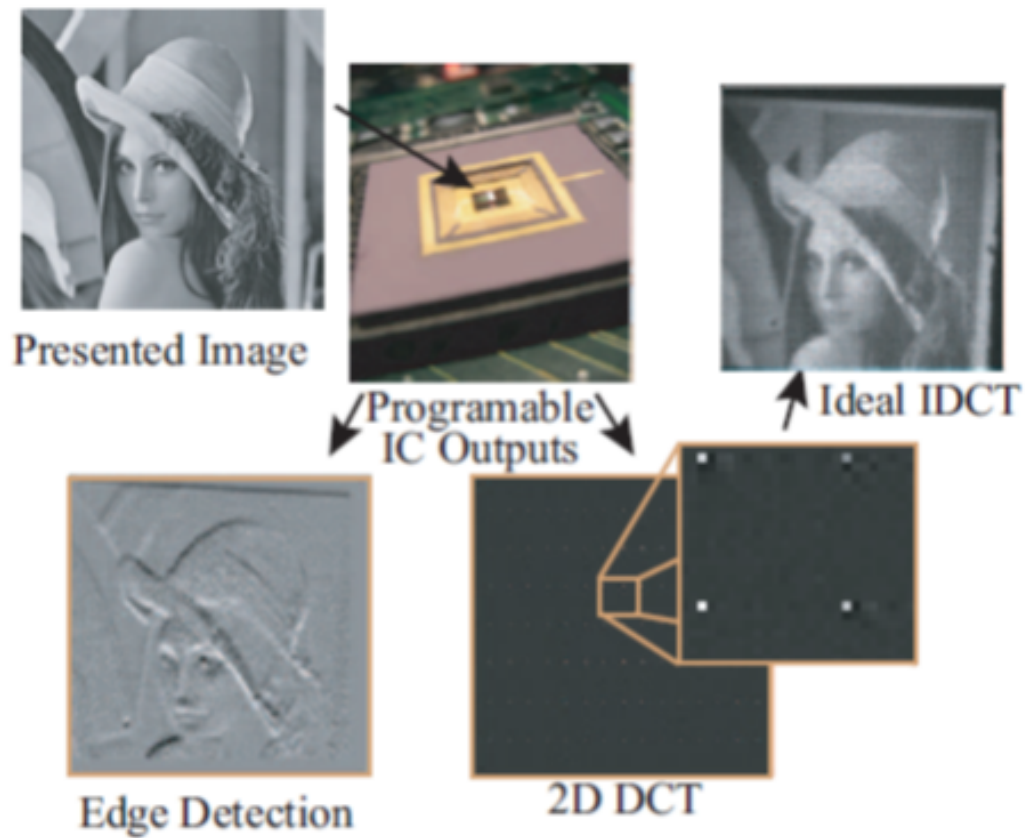 Presented Image
Programable
IC Outputs
Ideal IDCT
Edge Detection
2D DCT